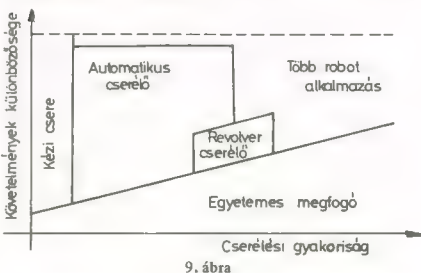 Követelmények különbözősége
Kézi csere
Automatikus
cserélő
Több robot
alkalmazás
Revolver
cserélő
Egyetemes megfogó
Cserélési gyakoriság
9. ábra